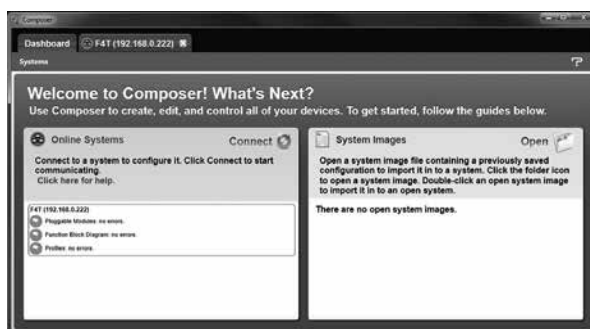 Composer
Dashboard
F4T (192.168.0.222)
Systems
Welcome to Composer! What's Next?
Use Composer to create, edit, and control all of your devices. To get started, follow the guides below.
Online Systems
Connect
Connect to a system to configure it. Click Connect to start
communicating.
Click here for help.
F4T (192.168.0.222)
Pluggable Modules: no errors.
Function Block Diagram: no errors.
Profiles: no errors.
System Images
Open
Open a system image file containing a previously saved
configuration to import it in to a system. Click the folder icon
to open a system image. Double-click an open system image
to import it in to an open system.
There are no open system images.